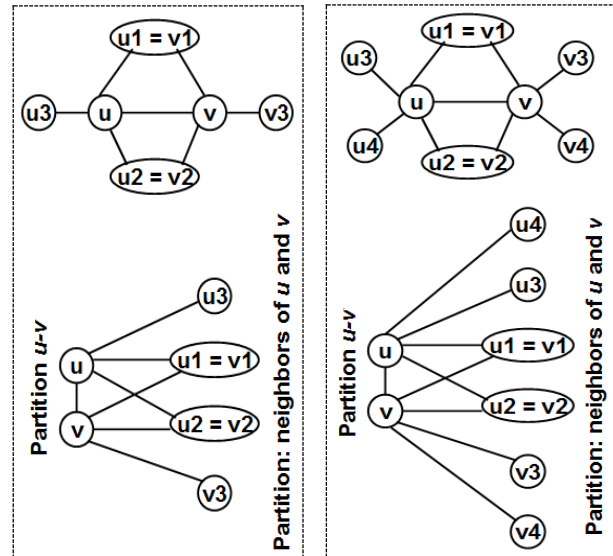 u1 = v1
u3
u
v
v3
u2 = v2
u3
u1 = v1
u
v
u2 = v2
v3
Partition u-v
Partition: neighbors of u and v
u1 = v1
u3
v3
u
v
u4
v4
u2 = v2
u4
u3
u1 = v1
u
u2 = v2
v
v3
v4
Partition u-v
Partition: neighbors of u and v